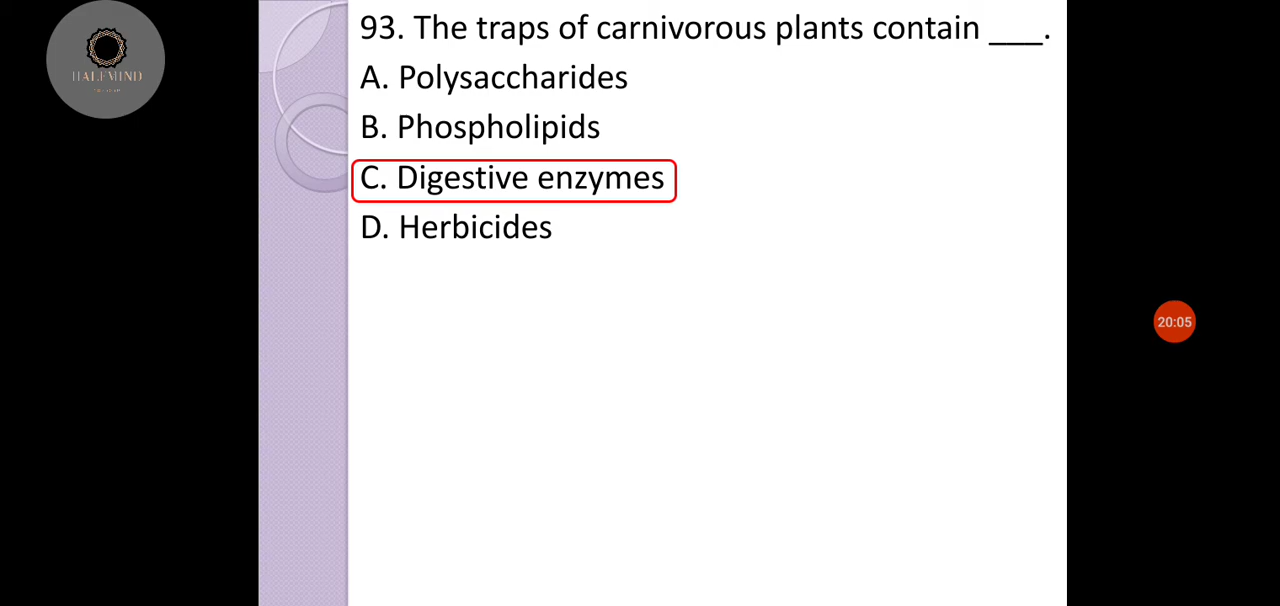 HALFMIND
93. The traps of carnivorous plants contain ___.
A. Polysaccharides
B. Phospholipids
C. Digestive enzymes
D. Herbicides
20:05